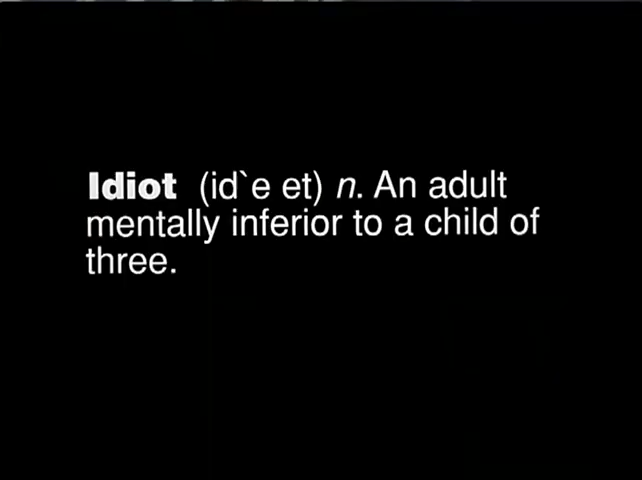 Idiot (id`e et) n. An adult
mentally inferior to a child of
three.